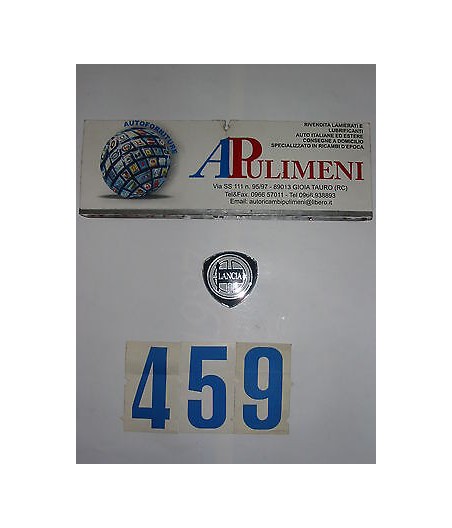 AUTOFORNITURE
RIVENDITA LAMIERATI E
LUBRIFICANTI
AUTO ITALIANE ED ESTERE
CONSEGNE A DOMICILIO
SPECIALIZZATO IN RICAMBI D'EPOCA
APULIMENI
Via SS 111 n. 95/97 - 89013 GIOIA TAURO (RC)
Tel&Fax. 0966 57011 - Tel 0966.938893
Email: autoricambipulimeni@libero.it
LANCIA
459